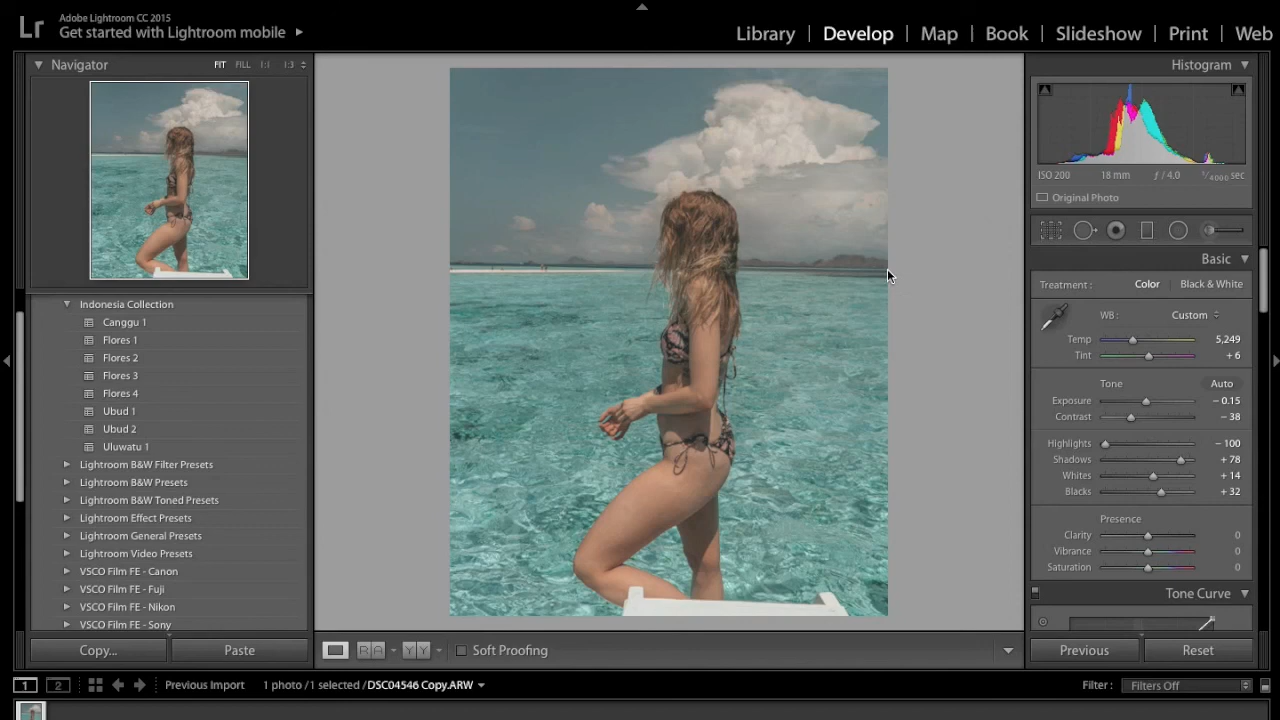 Lr
Adobe Lightroom CC 2015
Get started with Lightroom mobile
Library | Develop | Map | Book | Slideshow | Print | Web
Navigator
FIT FILL 1:1 1:3
Indonesia Collection
Canggu 1
Flores 1
Flores 2
Flores 3
Flores 4
Ubud 1
Ubud 2
Uluwatu 1
Lightroom B&W Filter Presets
Lightroom B&W Presets
Lightroom B&W Toned Presets
Lightroom Effect Presets
Lightroom General Presets
Lightroom Video Presets
VSCO Film FE - Canon
VSCO Film FE - Fuji
VSCO Film FE - Nikon
VSCO Film FE - Sony
Copy...
Paste
R A
Y Y
Soft Proofing
Histogram
ISO 200 18 mm ƒ / 4.0 1/4000 sec
Original Photo
Basic
Treatment : Color Black & White
WB: Custom
Temp 5,249
Tint + 6
Tone Auto
Exposure − 0.15
Contrast − 38
Highlights − 100
Shadows + 78
Whites + 14
Blacks + 32
Presence
Clarity 0
Vibrance 0
Saturation 0
Tone Curve
Previous
Reset
1 2 Previous Import 1 photo / 1 selected / DSC04546 Copy.ARW
Filter : Filters Off